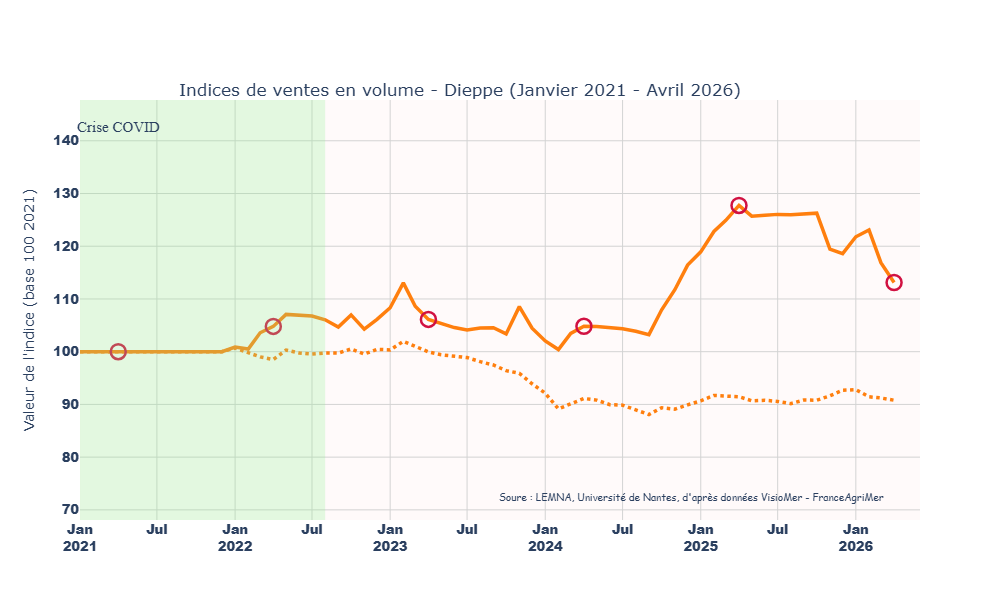 Indices de ventes en volume - Dieppe (Janvier 2021 - Avril 2026)
Crise COVID
Valeur de l'indice (base 100 2021)
140
130
120
110
100
90
80
70
Soure : LEMNA, Université de Nantes, d'après données VisioMer - FranceAgriMer
Jan Jul Jan Jul Jan Jul Jan Jul Jan Jul Jan
2021 2022 2023 2024 2025 2026